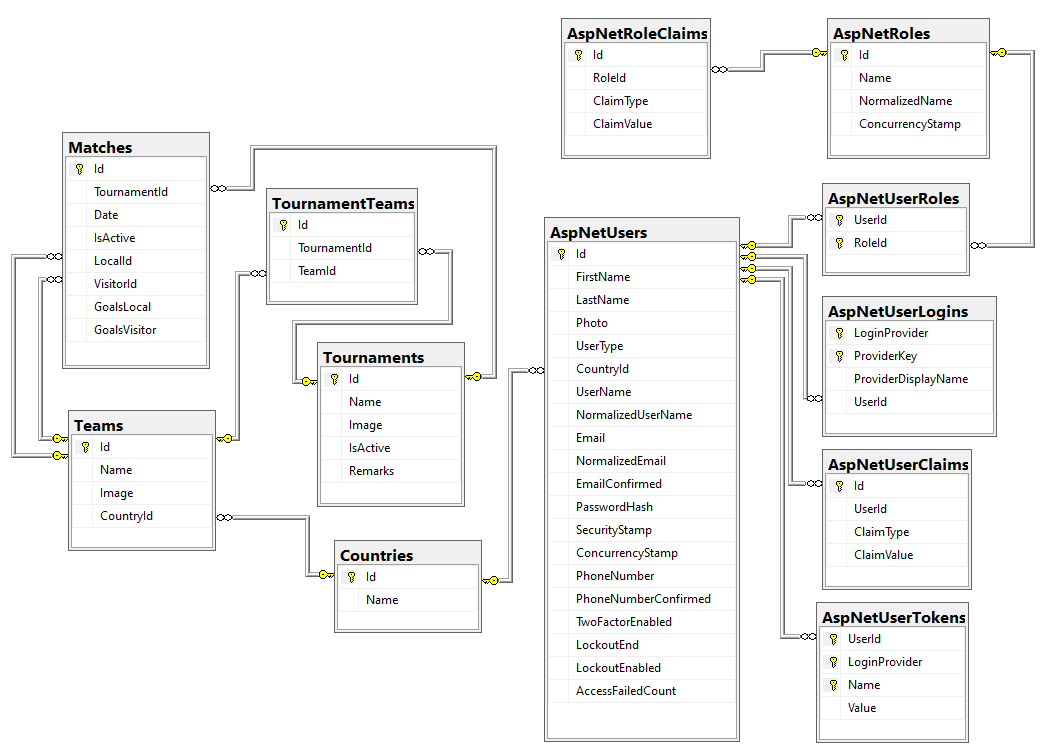 AspNetRoleClaims
Id
RoleId
ClaimType
ClaimValue
AspNetRoles
Id
Name
NormalizedName
ConcurrencyStamp
Matches
Id
TournamentId
Date
IsActive
LocalId
VisitorId
GoalsLocal
GoalsVisitor
TournamentTeams
Id
TournamentId
TeamId
AspNetUsers
Id
FirstName
LastName
Photo
UserType
CountryId
UserName
NormalizedUserName
Email
NormalizedEmail
EmailConfirmed
PasswordHash
SecurityStamp
ConcurrencyStamp
PhoneNumber
PhoneNumberConfirmed
TwoFactorEnabled
LockoutEnd
LockoutEnabled
AccessFailedCount
AspNetUserRoles
UserId
RoleId
AspNetUserLogins
LoginProvider
ProviderKey
ProviderDisplayName
UserId
Tournaments
Id
Name
Image
IsActive
Remarks
Teams
Id
Name
Image
CountryId
AspNetUserClaims
Id
UserId
ClaimType
ClaimValue
Countries
Id
Name
AspNetUserTokens
UserId
LoginProvider
Name
Value